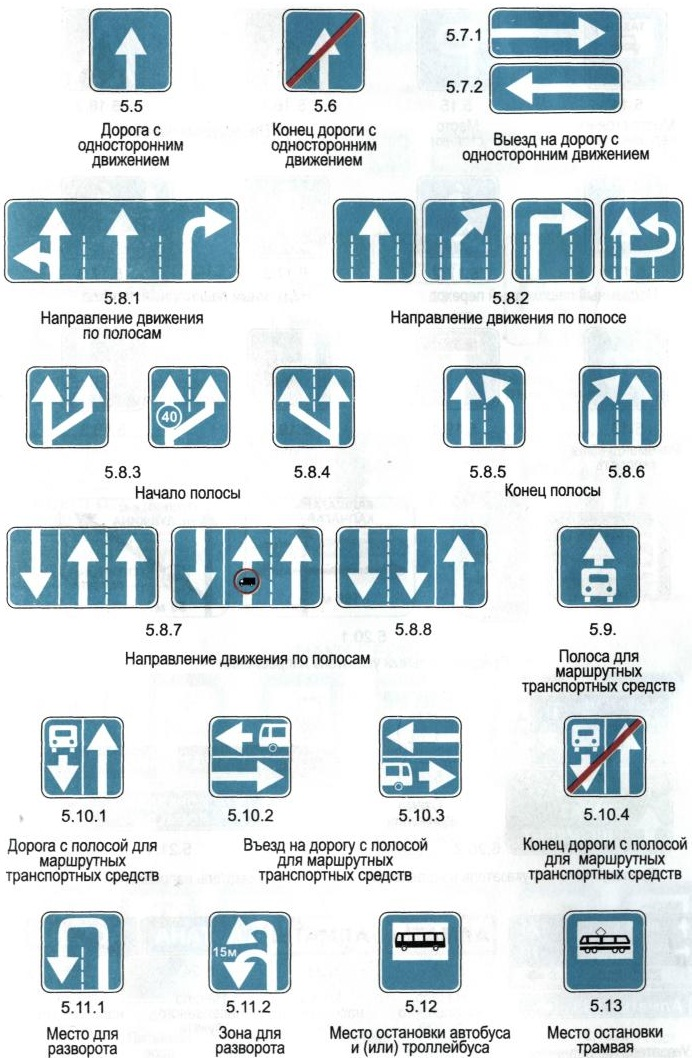 5.5
5.6
5.7.1
5.7.2
Дорога с
односторонним
движением
Конец дороги с
односторонним
движением
Выезд на дорогу с
односторонним движением
5.8.1
Направление движения
по полосам
5.8.2
Направление движения по полосе
40
5.8.3
5.8.4
Начало полосы
5.8.5
5.8.6
Конец полосы
5.8.7
5.8.8
Направление движения по полосам
5.9.
Полоса для
маршрутных
транспортных средств
5.10.1
Дорога с полосой для
маршрутных
транспортных средств
5.10.2
5.10.3
Въезд на дорогу с полосой
для маршрутных
транспортных средств
5.10.4
Конец дороги с полосой
для маршрутных
транспортных средств
15м
5.11.1
Место для
разворота
5.11.2
Зона для
разворота
5.12
Место остановки автобуса
и (или) троллейбуса
5.13
Место остановки
трамвая